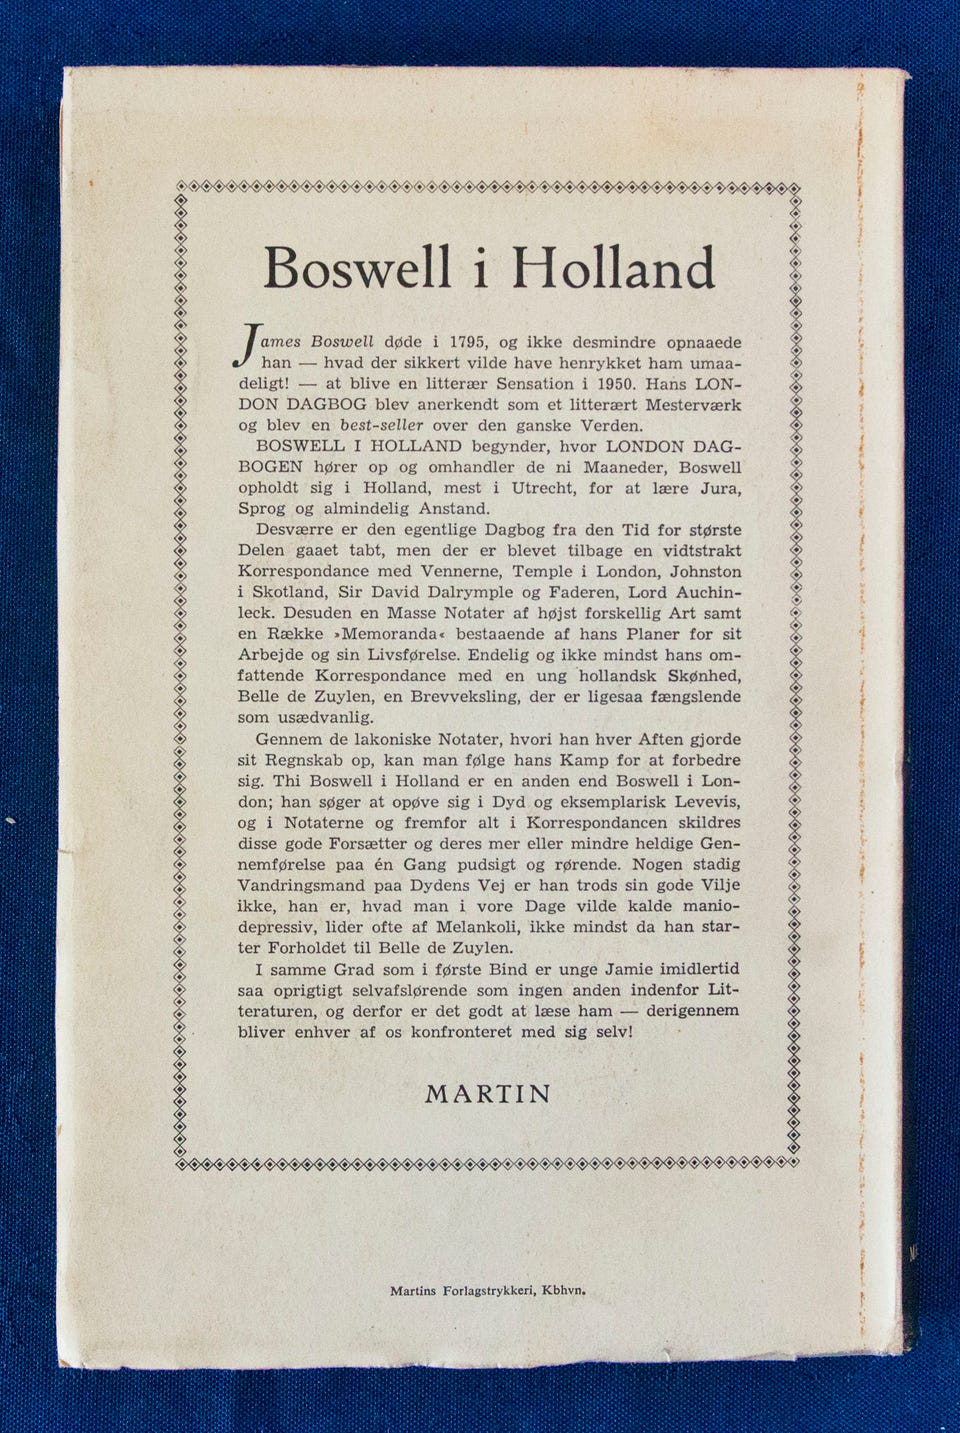 Boswell i Holland
James Boswell døde i 1795, og ikke desmindre opnaaede
han — hvad der sikkert vilde have henrykket ham umaa-
deligt! — at blive en litterær Sensation i 1950. Hans LON-
DON DAGBOG blev anerkendt som et litterært Mesterværk
og blev en best-seller over den ganske Verden.
BOSWELL I HOLLAND begynder, hvor LONDON DAG-
BOGEN hører op og omhandler de ni Maaneder, Boswell
opholdt sig i Holland, mest i Utrecht, for at lære Jura,
Sprog og almindelig Anstand.
Desværre er den egentlige Dagbog fra den Tid for største
Delen gaaet tabt, men der er blevet tilbage en vidtstrakt
Korrespondance med Vennerne, Temple i London, Johnston
i Skotland, Sir David Dalrymple og Faderen, Lord Auchin-
leck. Desuden en Masse Notater af højst forskellig Art samt
en Række »Memoranda« bestaaende af hans Planer for sit
Arbejde og sin Livsførelse. Endelig og ikke mindst hans om-
fattende Korrespondance med en ung hollandsk Skønhed,
Belle de Zuylen, en Brevveksling, der er ligesaa fængslende
som usædvanlig.
Gennem de lakoniske Notater, hvori han hver Aften gjorde
sit Regnskab op, kan man følge hans Kamp for at forbedre
sig. Thi Boswell i Holland er en anden end Boswell i Lon-
don; han søger at opøve sig i Dyd og eksemplarisk Levevis,
og i Notaterne og fremfor alt i Korrespondancen skildres
disse gode Forsætter og deres mer eller mindre heldige Gen-
nemførelse paa én Gang pudsigt og rørende. Nogen stadig
Vandringsmand paa Dydens Vej er han trods sin gode Vilje
ikke, han er, hvad man i vore Dage vilde kalde manio-
depressiv, lider ofte af Melankoli, ikke mindst da han star-
ter Forholdet til Belle de Zuylen.
I samme Grad som i første Bind er unge Jamie imidlertid
saa oprigtigt selvafslørende som ingen anden indenfor Lit-
teraturen, og derfor er det godt at læse ham — derigennem
bliver enhver af os konfronteret med sig selv!
MARTIN
Martins Forlagstrykkeri, Kbhvn.